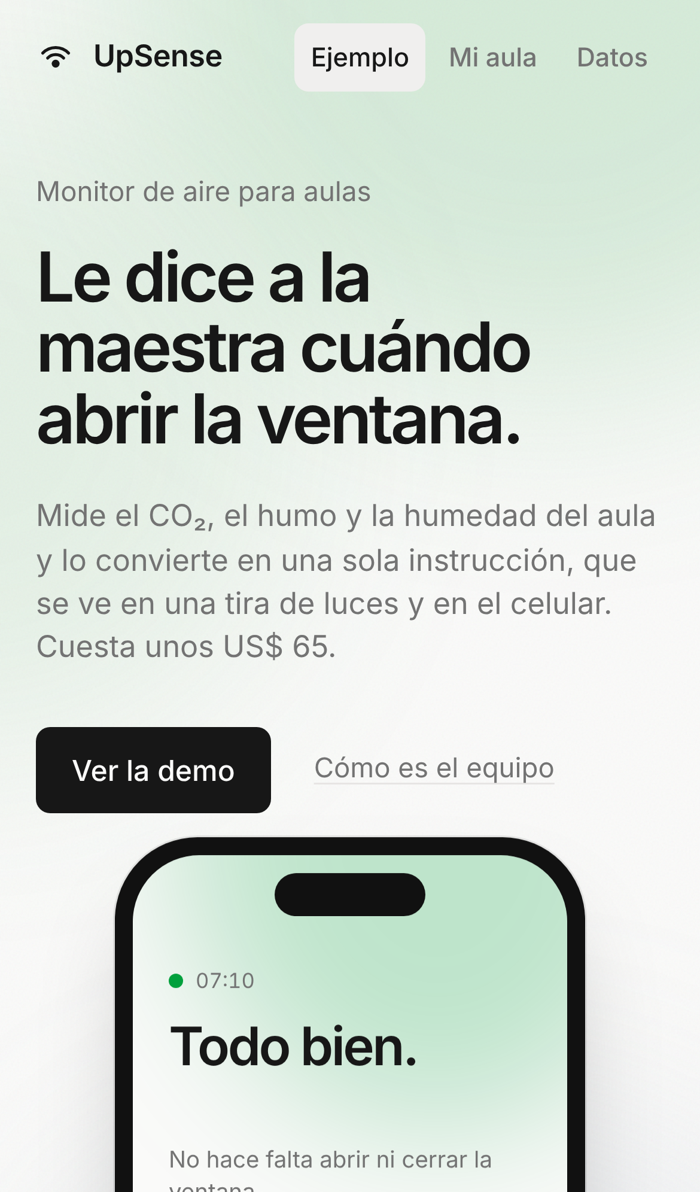 UpSense
Ejemplo
Mi aula
Datos
Monitor de aire para aulas
Le dice a la
maestra cuándo
abrir la ventana.
Mide el CO₂, el humo y la humedad del aula
y lo convierte en una sola instrucción, que
se ve en una tira de luces y en el celular.
Cuesta unos US$ 65.
Ver la demo
Cómo es el equipo
07:10
Todo bien.
No hace falta abrir ni cerrar la
ventana